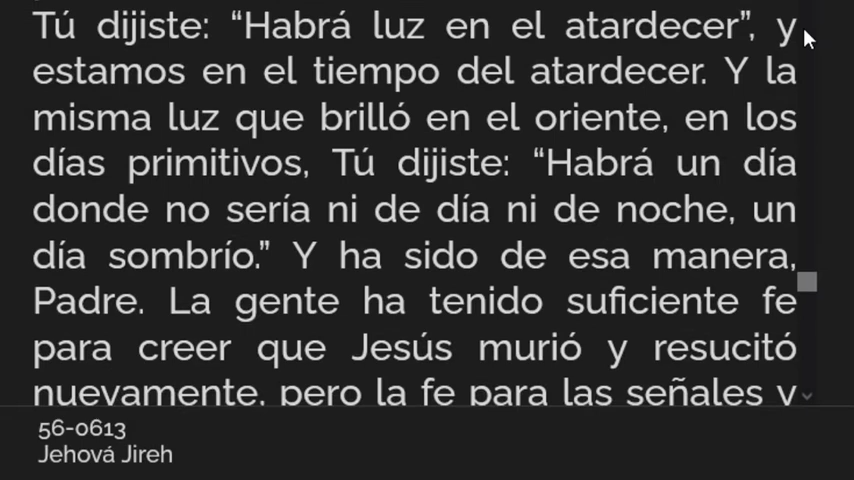 Tú dijiste: “Habrá luz en el atardecer”, y
estamos en el tiempo del atardecer. Y la
misma luz que brilló en el oriente, en los
días primitivos, Tú dijiste: “Habrá un día
donde no sería ni de día ni de noche, un
día sombrío.” Y ha sido de esa manera,
Padre. La gente ha tenido suficiente fe
para creer que Jesús murió y resucitó
nuevamente, pero la fe para las señales y
56-0613
Jehová Jireh